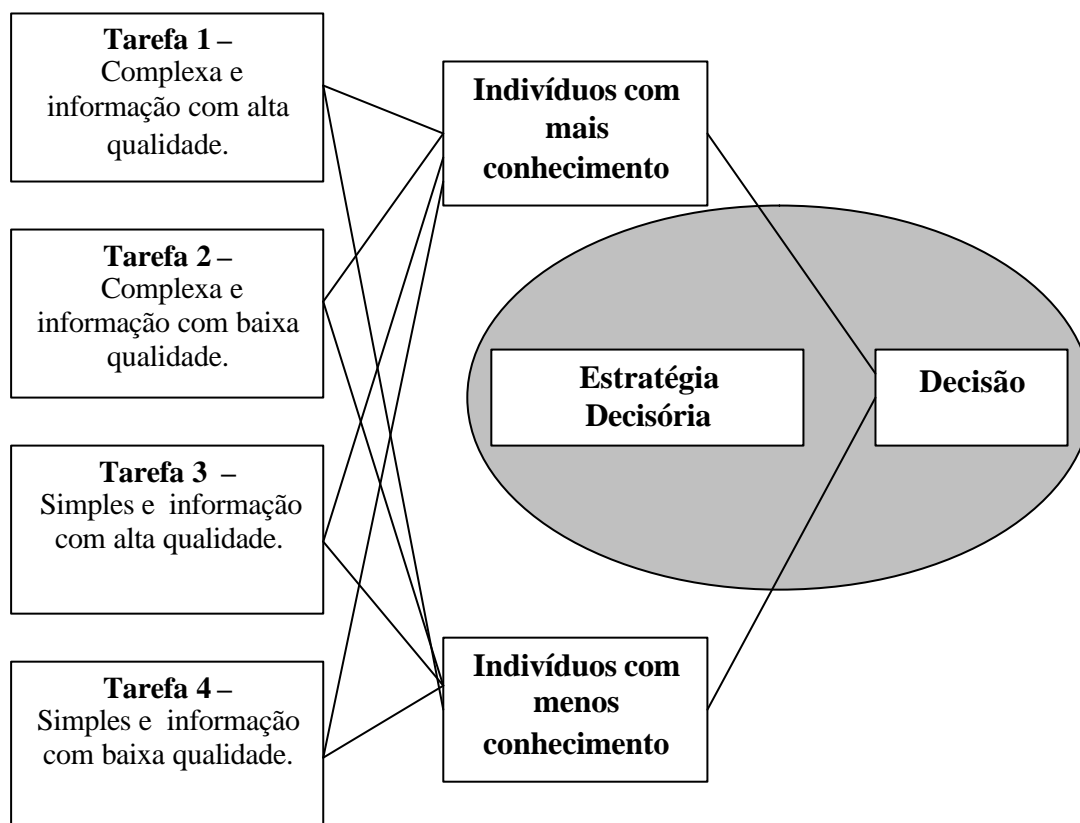 Tarefa 1 –
Complexa e
informação com alta
qualidade.
Tarefa 2 –
Complexa e
informação com baixa
qualidade.
Tarefa 3 –
Simples e informação
com alta qualidade.
Tarefa 4 –
Simples e informação
com baixa qualidade.
Indivíduos com
mais
conhecimento
Estratégia
Decisória
Decisão
Indivíduos com
menos
conhecimento